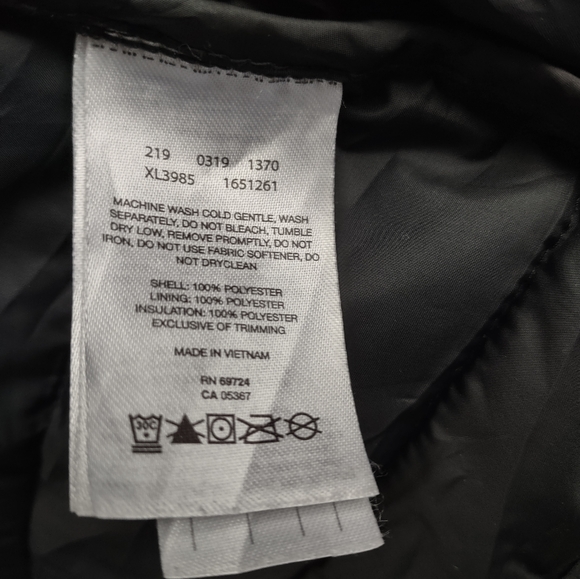 219 0319 1370
XL3985 1651261
MACHINE WASH COLD GENTLE, WASH
SEPARATELY, DO NOT BLEACH, TUMBLE
DRY LOW, REMOVE PROMPTLY, DO NOT
IRON, DO NOT USE FABRIC SOFTENER, DO
NOT DRYCLEAN
SHELL: 100% POLYESTER
LINING: 100% POLYESTER
INSULATION: 100% POLYESTER
EXCLUSIVE OF TRIMMING
MADE IN VIETNAM
RN 69724
CA 05367
30C